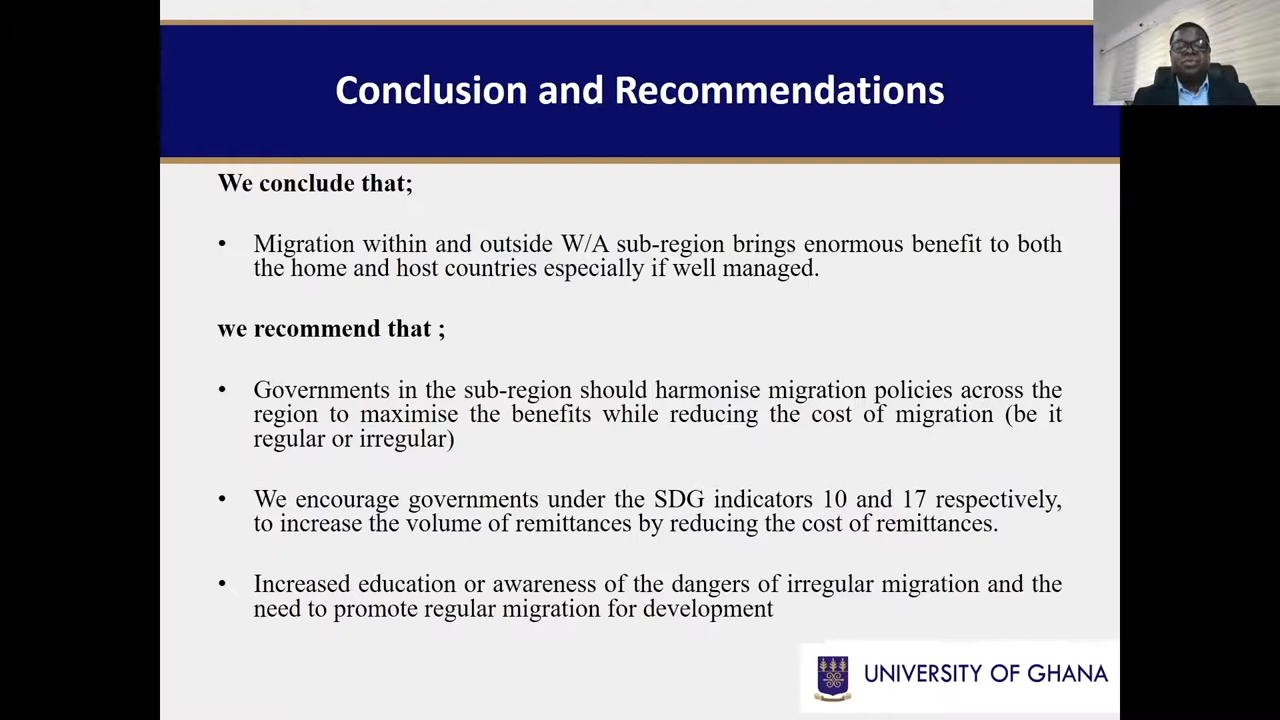 Conclusion and Recommendations
We conclude that;
• Migration within and outside W/A sub-region brings enormous benefit to both
the home and host countries especially if well managed.
we recommend that ;
• Governments in the sub-region should harmonise migration policies across the
region to maximise the benefits while reducing the cost of migration (be it
regular or irregular)
• We encourage governments under the SDG indicators 10 and 17 respectively,
to increase the volume of remittances by reducing the cost of remittances.
• Increased education or awareness of the dangers of irregular migration and the
need to promote regular migration for development
UNIVERSITY OF GHANA